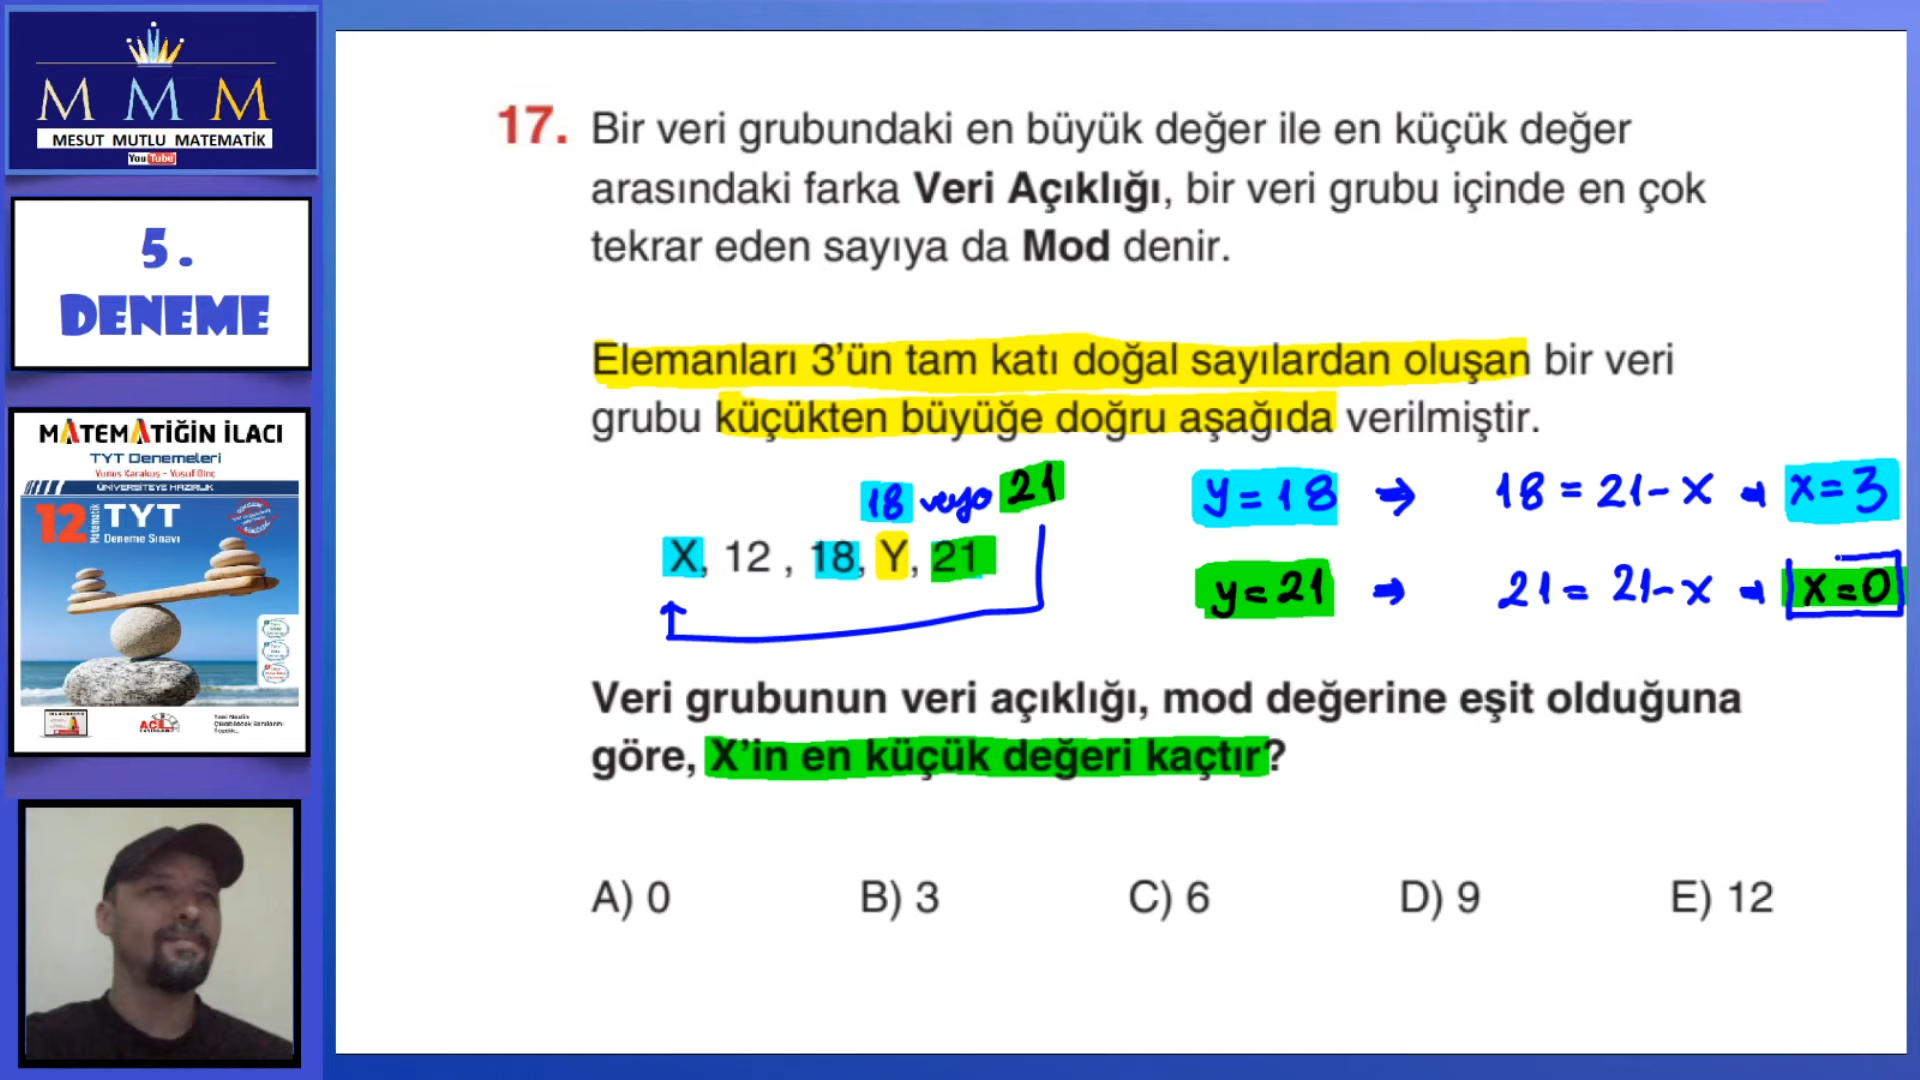 M M M
MESUT MUTLU MATEMATİK
YouTube
5.
DENEME
MATEMATİĞİN İLACI
TYT Denemeleri
Yunus Karakuş - Yusuf Dinç
ÜNİVERSİTEYE HAZIRLIK
12 Matematik TYT
Deneme Sınavı
17. Bir veri grubundaki en büyük değer ile en küçük değer
arasındaki farka Veri Açıklığı, bir veri grubu içinde en çok
tekrar eden sayıya da Mod denir.
Elemanları 3'ün tam katı doğal sayılardan oluşan bir veri
grubu küçükten büyüğe doğru aşağıda verilmiştir.
18 veya 21
X, 12 , 18, Y, 21
y = 18 ⇒ 18 = 21 - x → x = 3
y = 21 ⇒ 21 = 21 - x → x = 0
Veri grubunun veri açıklığı, mod değerine eşit olduğuna
göre, X'in en küçük değeri kaçtır?
A) 0 B) 3 C) 6 D) 9 E) 12